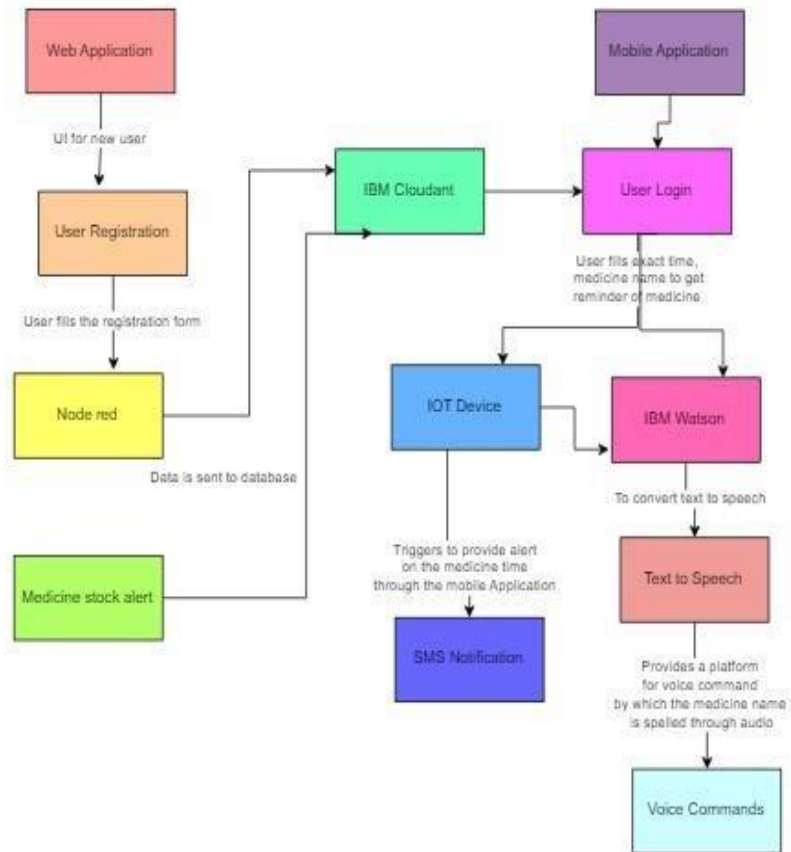 Web Application
Mobile Application
UI for new user
IBM Cloudant
User Login
User Registration
User fills exact time,
medicine name to get
reminder of medicine
User fills the registration form
Node red
IOT Device
IBM Watson
Data is sent to database
To convert text to speech
Triggers to provide alert
on the medicine time
through the mobile Application
Medicine stock alert
Text to Speech
SMS Notification
Provides a platform
for voice command
by which the medicine name
is spelled through audio
Voice Commands